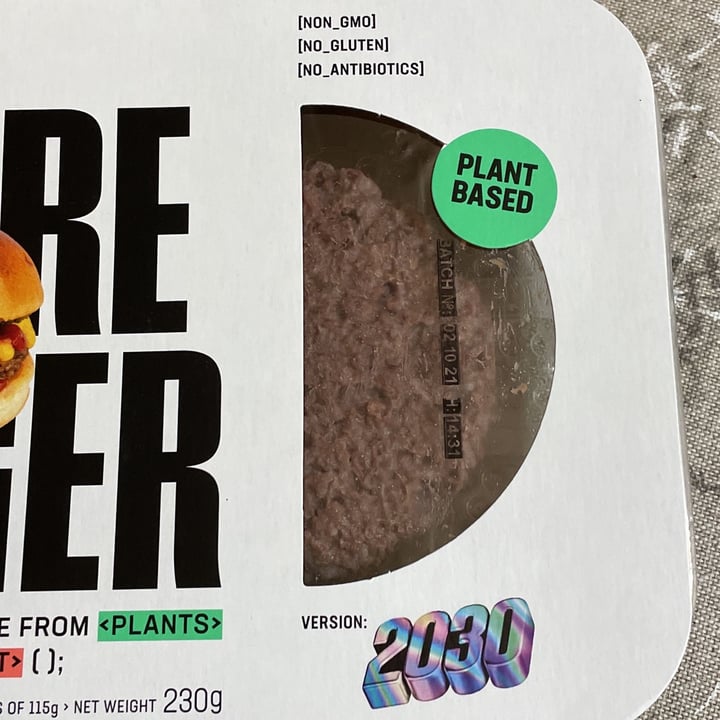 [NON_GMO]
[NO_GLUTEN]
[NO_ANTIBIOTICS]
RE
GER
PLANT
BASED
BATCH Nº: 02 10 21 H: 14:31
E FROM <PLANTS>
T> ( );
S OF 115g > NET WEIGHT 230g
VERSION: 2030